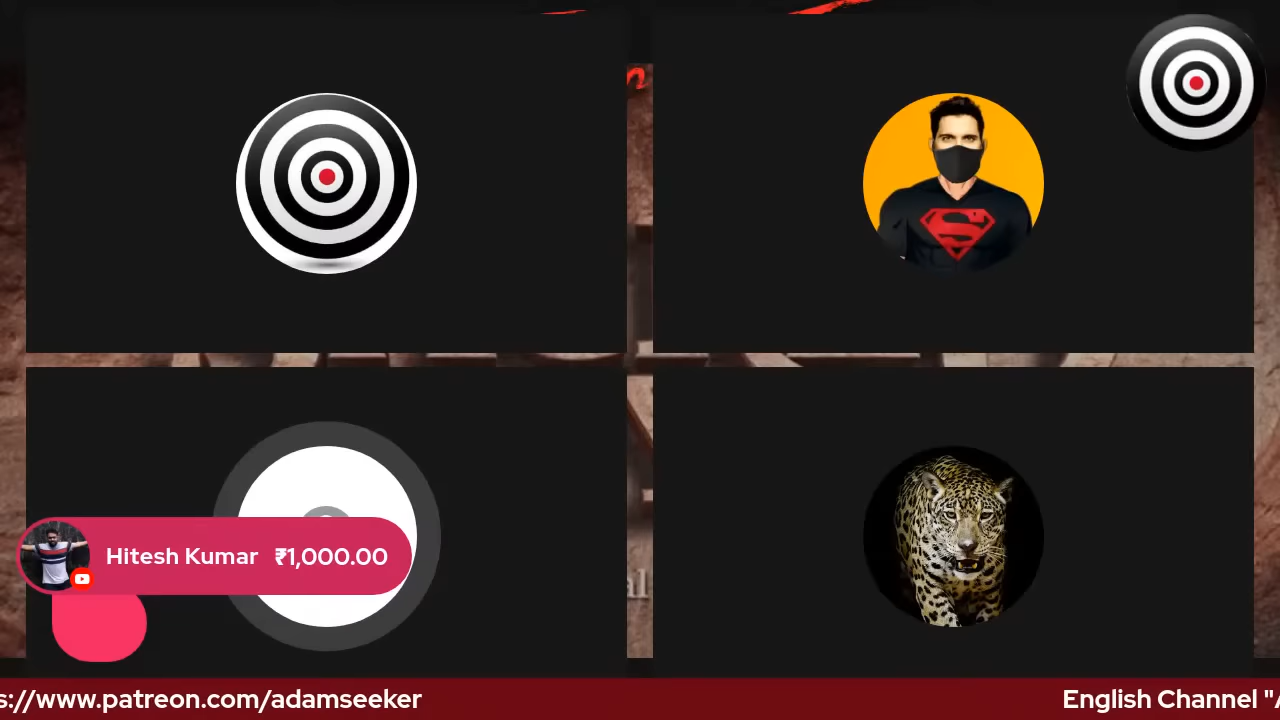 Hitesh Kumar ₹1,000.00
s://www.patreon.com/adamseeker
English Channel "A